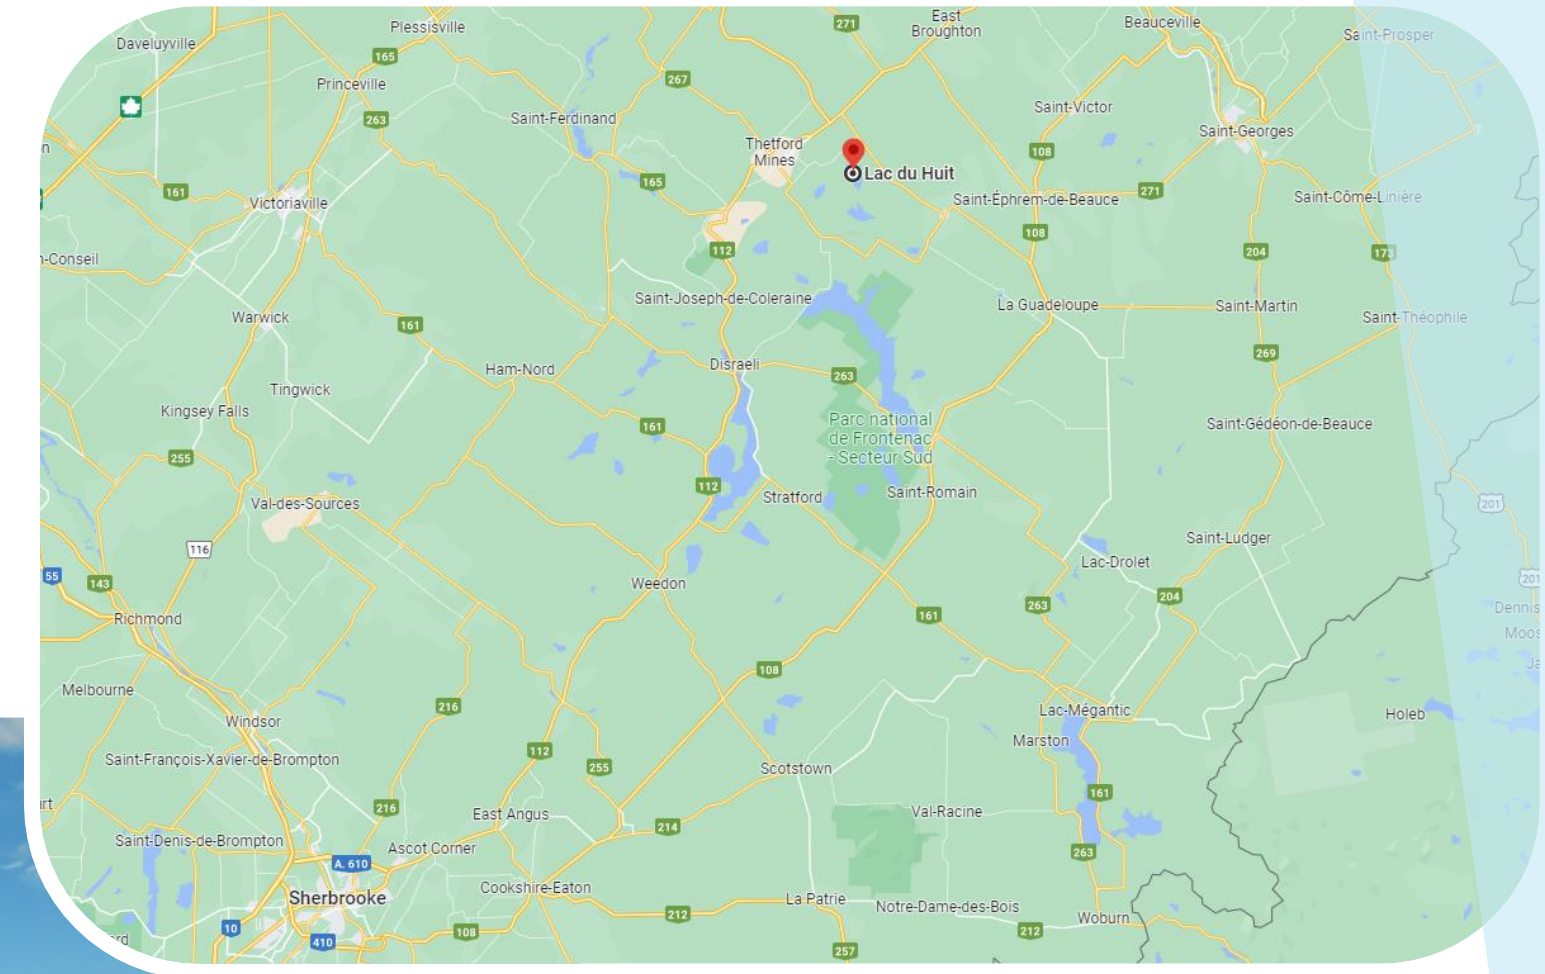 Plessisville
271
East
Broughton
Beauceville
Saint-Prosper
Daveluyville
165
267
Princeville
263
Saint-Ferdinand
Saint-Victor
Saint-Georges
Thetford
Mines
108
Lac du Huit
165
161
Victoriaville
Saint-Éphrem-de-Beauce
271
Saint-Côme-Linière
108
112
204
173
-Conseil
Saint-Joseph-de-Coleraine
La Guadeloupe
Saint-Martin
Saint-Théophile
Warwick
161
269
Disraeli
Ham-Nord
263
Tingwick
Kingsey Falls
Parc national
de Frontenac
- Secteur Sud
161
Saint-Gédéon-de-Beauce
255
112
Stratford
Saint-Romain
Val-des-Sources
201
116
Saint-Ludger
Lac-Drolet
55
143
Weedon
201
204
263
Dennis
161
Richmond
Moos
108
Melbourne
216
Lac-Mégantic
Holeb
Windsor
Marston
112
Saint-François-Xavier-de-Brompton
255
Scotstown
161
216
East Angus
Val-Racine
214
Saint-Denis-de-Brompton
Ascot Corner
263
A. 610
Cookshire-Eaton
Sherbrooke
La Patrie
Notre-Dame-des-Bois
212
Woburn
10
108
212
410
257